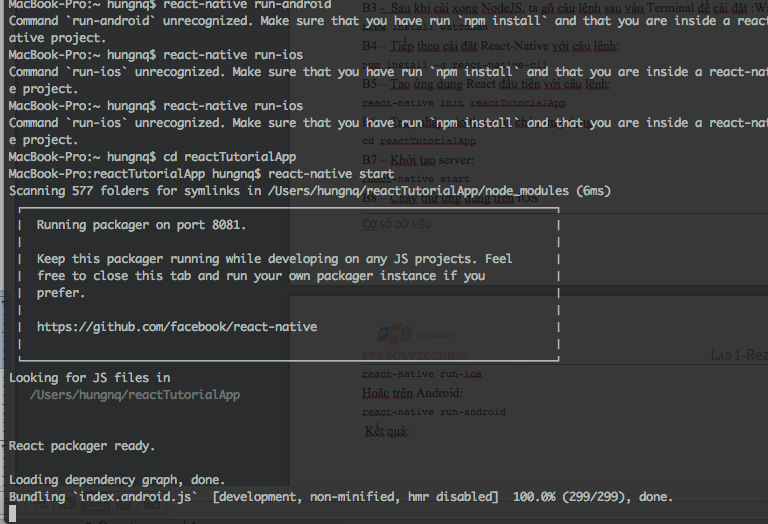 MacBook-Pro:~ hungnq$ react-native run-android
Command `run-android` unrecognized. Make sure that you have run `npm install` and that you are inside a react-n
ative project.
MacBook-Pro:~ hungnq$ react-native run-ios
Command `run-ios` unrecognized. Make sure that you have run `npm install` and that you are inside a react-nativ
e project.
MacBook-Pro:~ hungnq$ react-native run-ios
Command `run-ios` unrecognized. Make sure that you have run `npm install` and that you are inside a react-nativ
e project.
MacBook-Pro:~ hungnq$ cd reactTutorialApp
MacBook-Pro:reactTutorialApp hungnq$ react-native start
Scanning 577 folders for symlinks in /Users/hungnq/reactTutorialApp/node_modules (6ms)
Running packager on port 8081.
Keep this packager running while developing on any JS projects. Feel
free to close this tab and run your own packager instance if you
prefer.
https://github.com/facebook/react-native
Looking for JS files in
/Users/hungnq/reactTutorialApp
React packager ready.
Loading dependency graph, done.
Bundling `index.android.js` [development, non-minified, hmr disabled] 100.0% (299/299), done.
B3 - Sau khi cài xong NodeJS, ta gõ câu lệnh sau vào Terminal để cài đặt :Wa
install watchman
B4 – Tiếp theo cài đặt React-Native với câu lệnh:
npm install -g react-native-cli
B5 – Tạo ứng dụng React đầu tiên với câu lệnh:
react-native init reactTutorialApp
cd reactTutorialApp
B7 – Khởi tạo server:
react-native start
B8 – Chạy thử ứng dụng trên iOS
CƠ SỞ DỮ LIỆU
FPT POLYTECHNIC
LAB 1-Rea
react-native run-ios
Hoặc trên Android:
react-native run-android
Kết quả: